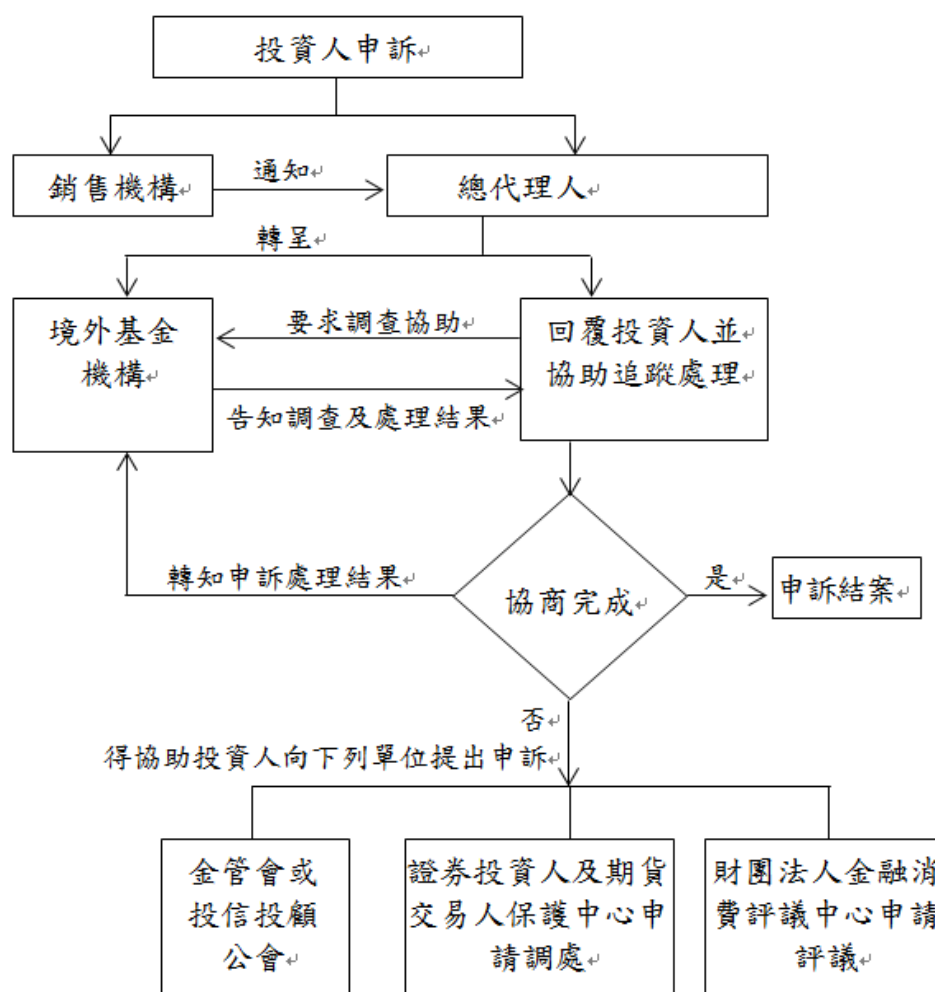 投資人申訴↵
銷售機構↵
通知↵
總代理人↵
轉呈↵
境外基金
機構↵
要求調查協助↵
告知調查及處理結果↵
回覆投資人並↵
協助追蹤處理↵
轉知申訴處理結果↵
協商完成↵
是↵
申訴結案↵
否↵
得協助投資人向下列單位提出申訴↵
金管會或
投信投顧
公會↵
證券投資人及期貨
交易人保護中心申
請調處↵
財團法人金融消
費評議中心申請
評議↵